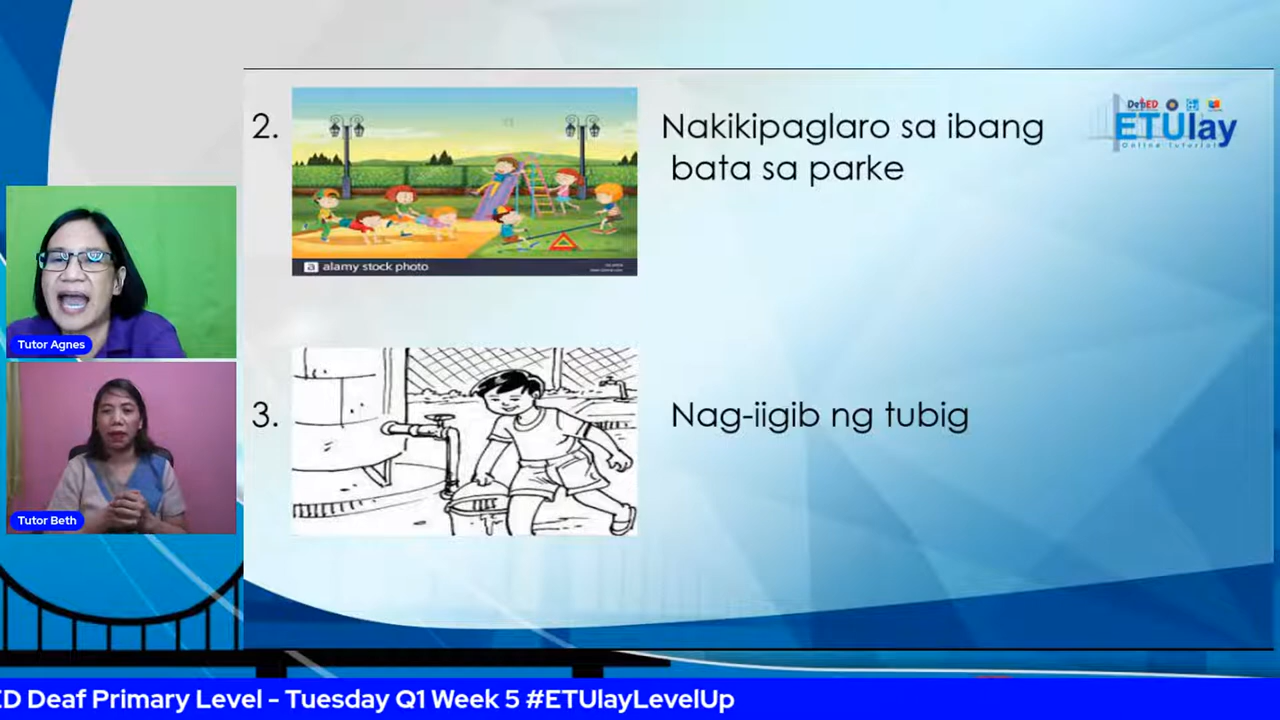 2.
Nakikipaglaro sa ibang
bata sa parke
DepED
ETUlay
Online Tutorial
a alamy stock photo
3.
Nag-iigib ng tubig
Tutor Agnes
Tutor Beth
ED Deaf Primary Level - Tuesday Q1 Week 5 #ETUlayLevelUp